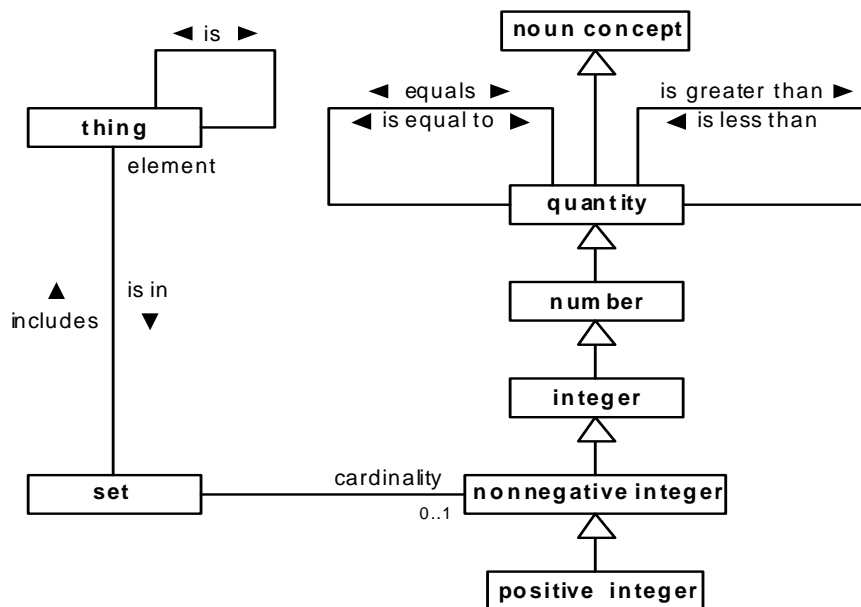 noun concept
◄ is ►
◄ equals ►
is greater than ►
◄ is equal to ►
◄ is less than
thing
element
quantity
▲
is in
includes
▼
number
integer
cardinality
set
nonnegative integer
0..1
positive integer